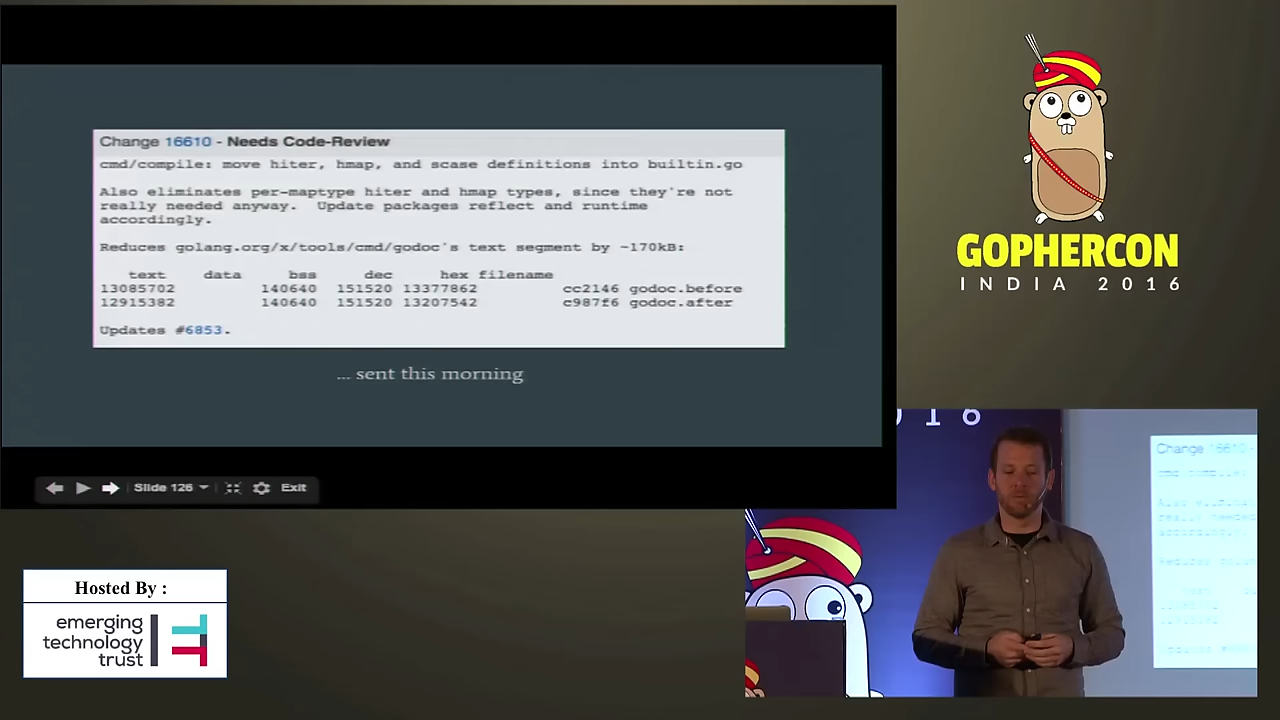 Change 16610 - Needs Code-Review
cmd/compile: move hiter, hmap, and scase definitions into builtin.go
Also eliminates per-maptype hiter and hmap types, since they're not
really needed anyway. Update packages reflect and runtime
accordingly.
Reduces golang.org/x/tools/cmd/godoc's text segment by ~170kB:
text data bss dec hex filename
13085702 140640 151520 13377862 cc2146 godoc.before
12915382 140640 151520 13207542 c987f6 godoc.after
Updates #6853.
... sent this morning
Slide 126
Exit
GOPHERCON
INDIA 2016
Hosted By :
emerging
technology
trust
016
Change 16610 -